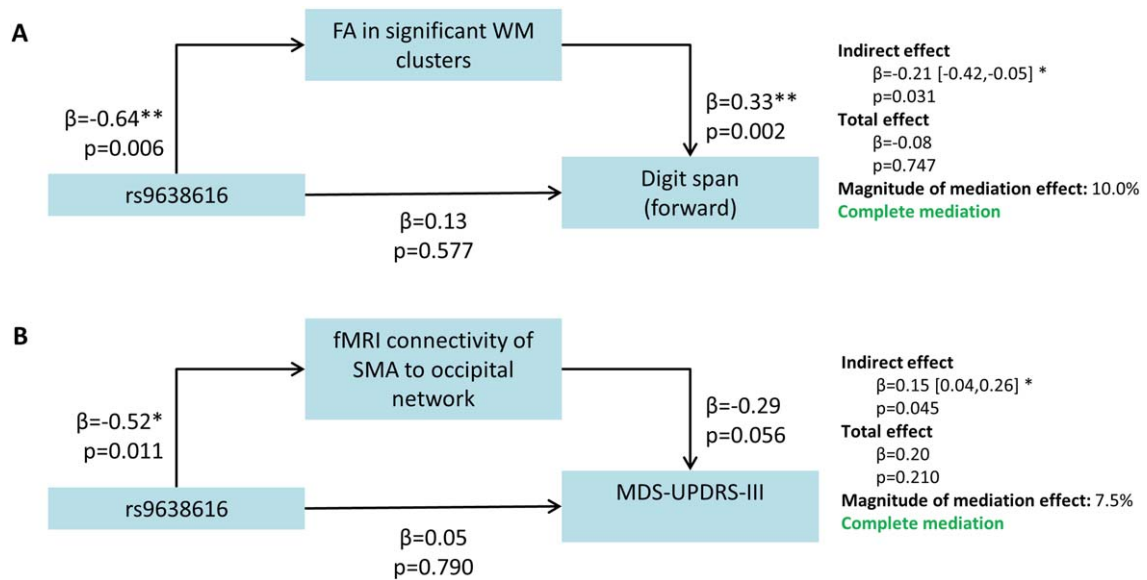 A
FA in significant WM
clusters
β=-0.64**
p=0.006
β=0.33**
p=0.002
rs9638616
Digit span
(forward)
β=0.13
p=0.577
Indirect effect
β=-0.21 [-0.42,-0.05] *
p=0.031
Total effect
β=-0.08
p=0.747
Magnitude of mediation effect: 10.0%
Complete mediation
B
fMRI connectivity of
SMA to occipital
network
β=-0.52*
p=0.011
β=-0.29
p=0.056
rs9638616
MDS-UPDRS-III
β=0.05
p=0.790
Indirect effect
β=0.15 [0.04,0.26] *
p=0.045
Total effect
β=0.20
p=0.210
Magnitude of mediation effect: 7.5%
Complete mediation